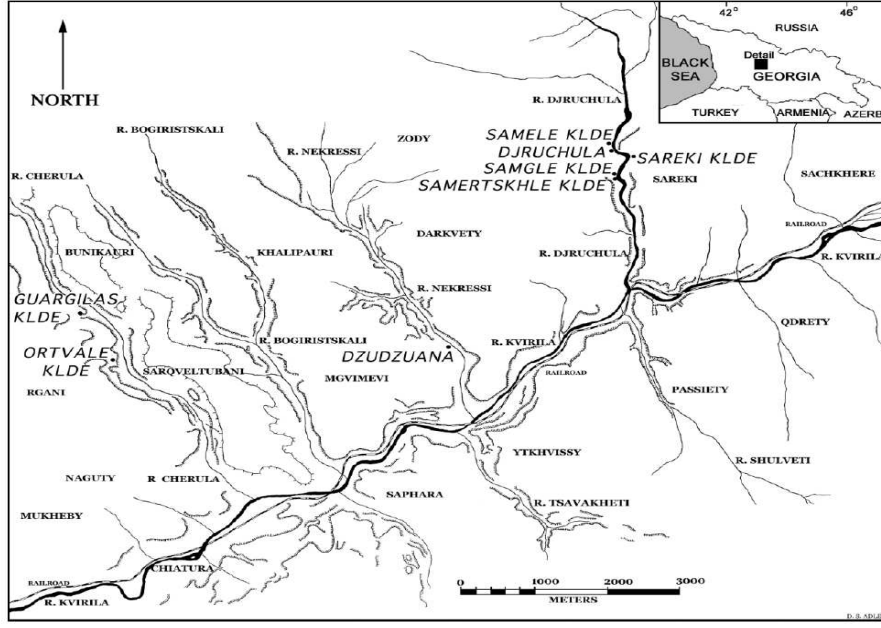 42°
46°
RUSSIA
BLACK
SEA
Detail
GEORGIA
TURKEY
ARMENIA
AZERB
NORTH
R. BOGIRISTSKALI
R. NEKRESSI
ZODY
R. DJRUCHULA
SAMELE KLDE
DJRUCHULA
SAREKI KLDE
SAMGLE KLDE
SAMERTSKHLE KLDE
SAREKI
SACHKHERE
R. CHERULA
RAILROAD
BUNIKAURI
KHALIPAURI
DARKVETY
R. DJRUCHULA
R. KVIRILA
GUARGILAS
KLDE
R. NEKRESSI
QDRETY
ORTVALE
KLDE
R. BOGIRISTSKALI
DZUDZUANA
R. KVIRILA
RAILROAD
SARQVELTUBANI
MGVIMEVI
RGANI
PASSIETY
YTKHVISSY
R. SHULVETI
NAGUTY
R CHERULA
SAPHARA
R. TSAVAKHETI
MUKHEBY
CHIATURA
RAILROAD
R. KVIRILA
0 1000 2000 3000
METERS